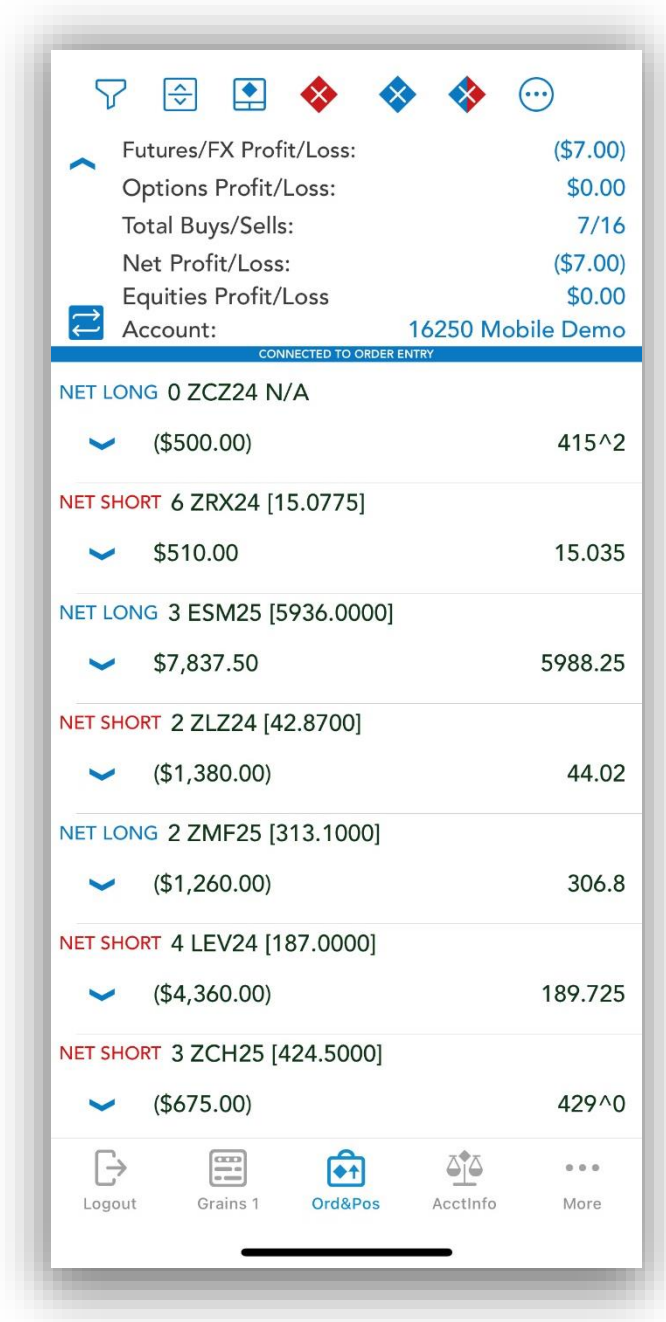 Futures/FX Profit/Loss: ($7.00)
Options Profit/Loss: $0.00
Total Buys/Sells: 7/16
Net Profit/Loss: ($7.00)
Equities Profit/Loss $0.00
Account: 16250 Mobile Demo
CONNECTED TO ORDER ENTRY
NET LONG 0 ZCZ24 N/A
($500.00) 415^2
NET SHORT 6 ZRX24 [15.0775]
$510.00 15.035
NET LONG 3 ESM25 [5936.0000]
$7,837.50 5988.25
NET SHORT 2 ZLZ24 [42.8700]
($1,380.00) 44.02
NET LONG 2 ZMF25 [313.1000]
($1,260.00) 306.8
NET SHORT 4 LEV24 [187.0000]
($4,360.00) 189.725
NET SHORT 3 ZCH25 [424.5000]
($675.00) 429^0
Logout Grains 1 Ord&Pos AcctInfo More